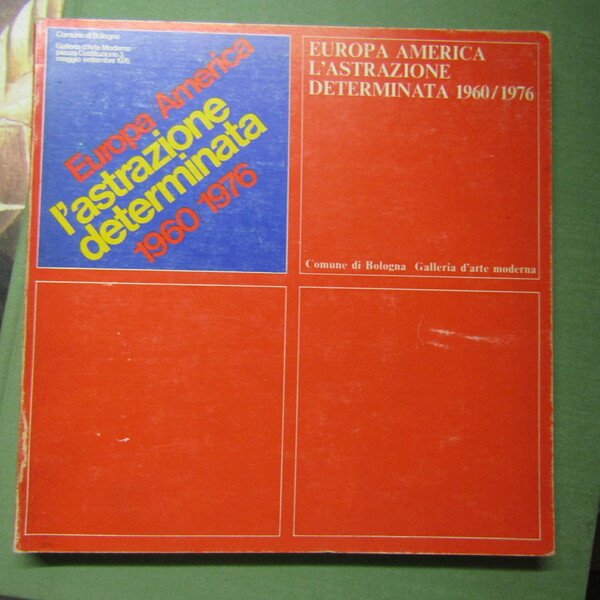 Comune di Bologna
Galleria d'Arte Moderna
piazza Costituzione 3
maggio settembre 1976
Europa America
l'astrazione
determinata
1960 1976
EUROPA AMERICA
L'ASTRAZIONE
DETERMINATA 1960/1976
Comune di Bologna Galleria d'arte moderna